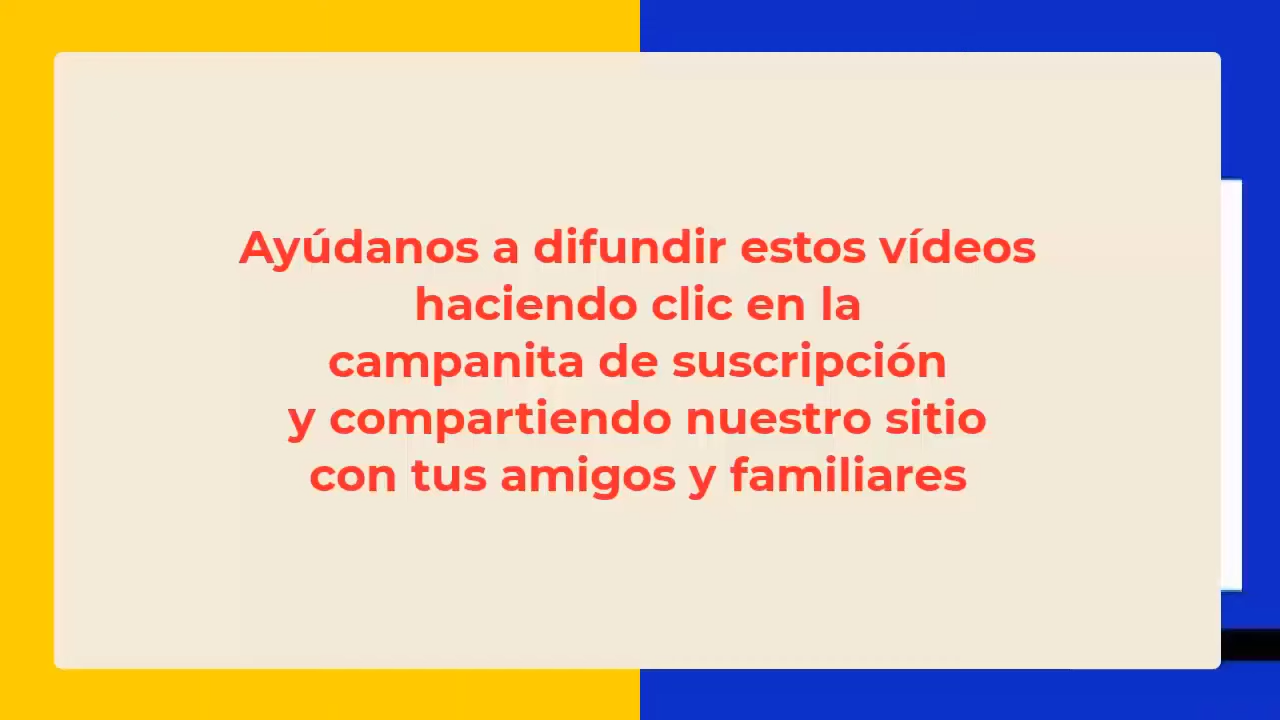 Ayúdanos a difundir estos vídeos
haciendo clic en la
campanita de suscripción
y compartiendo nuestro sitio
con tus amigos y familiares